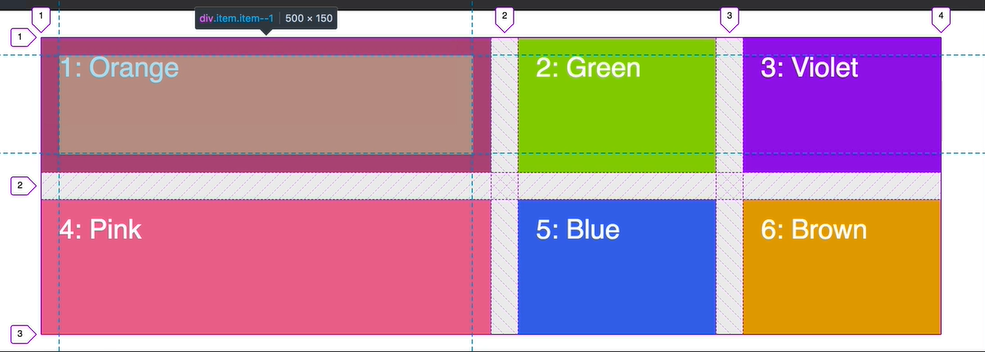 div.item.item--1 500 × 150
1 2 3 4
1
1: Orange 2: Green 3: Violet
2
4: Pink 5: Blue 6: Brown
3